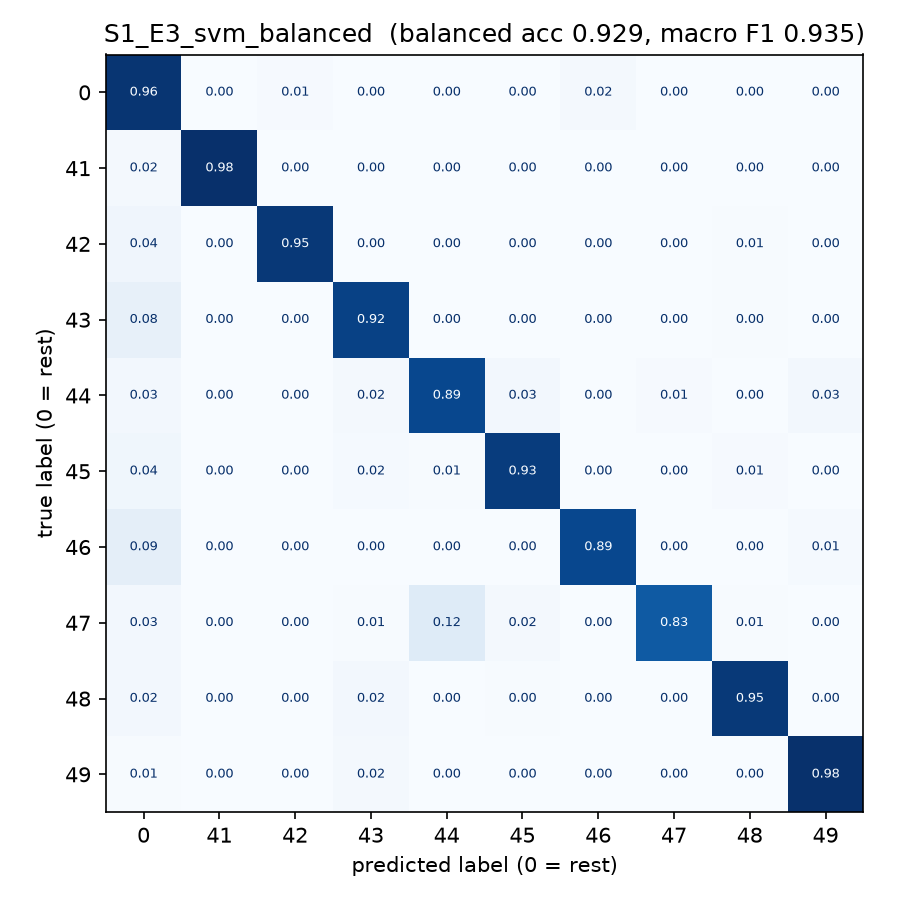 S1_E3_svm_balanced (balanced acc 0.929, macro F1 0.935)
true label (0 = rest)
0 0.96 0.00 0.01 0.00 0.00 0.00 0.02 0.00 0.00 0.00
41 0.02 0.98 0.00 0.00 0.00 0.00 0.00 0.00 0.00 0.00
42 0.04 0.00 0.95 0.00 0.00 0.00 0.00 0.00 0.01 0.00
43 0.08 0.00 0.00 0.92 0.00 0.00 0.00 0.00 0.00 0.00
44 0.03 0.00 0.00 0.02 0.89 0.03 0.00 0.01 0.00 0.03
45 0.04 0.00 0.00 0.02 0.01 0.93 0.00 0.00 0.01 0.00
46 0.09 0.00 0.00 0.00 0.00 0.00 0.89 0.00 0.00 0.01
47 0.03 0.00 0.00 0.01 0.12 0.02 0.00 0.83 0.01 0.00
48 0.02 0.00 0.00 0.02 0.00 0.00 0.00 0.00 0.95 0.00
49 0.01 0.00 0.00 0.02 0.00 0.00 0.00 0.00 0.00 0.98
0 41 42 43 44 45 46 47 48 49
predicted label (0 = rest)